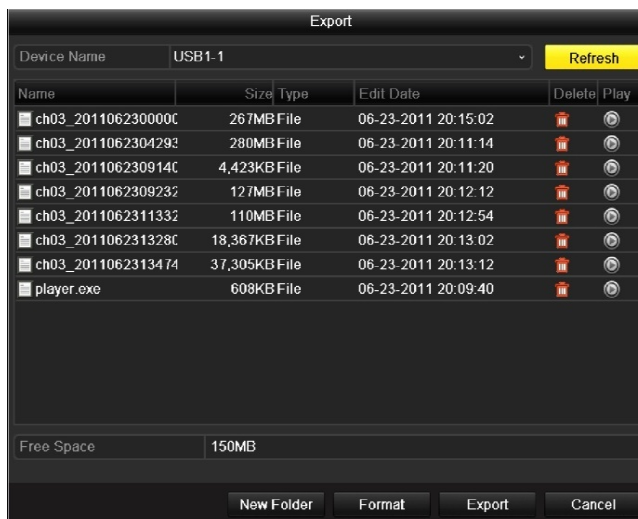 Export
Device Name USB1-1 Refresh
Name Size Type Edit Date Delete Play
ch03_2011062300000 267MB File 06-23-2011 20:15:02
ch03_2011062304293 280MB File 06-23-2011 20:11:14
ch03_2011062309140 4,423KB File 06-23-2011 20:11:20
ch03_2011062309232 127MB File 06-23-2011 20:12:12
ch03_2011062311332 110MB File 06-23-2011 20:12:54
ch03_2011062313280 18,367KB File 06-23-2011 20:13:02
ch03_2011062313474 37,305KB File 06-23-2011 20:13:12
player.exe 608KB File 06-23-2011 20:09:40
Free Space 150MB
New Folder Format Export Cancel